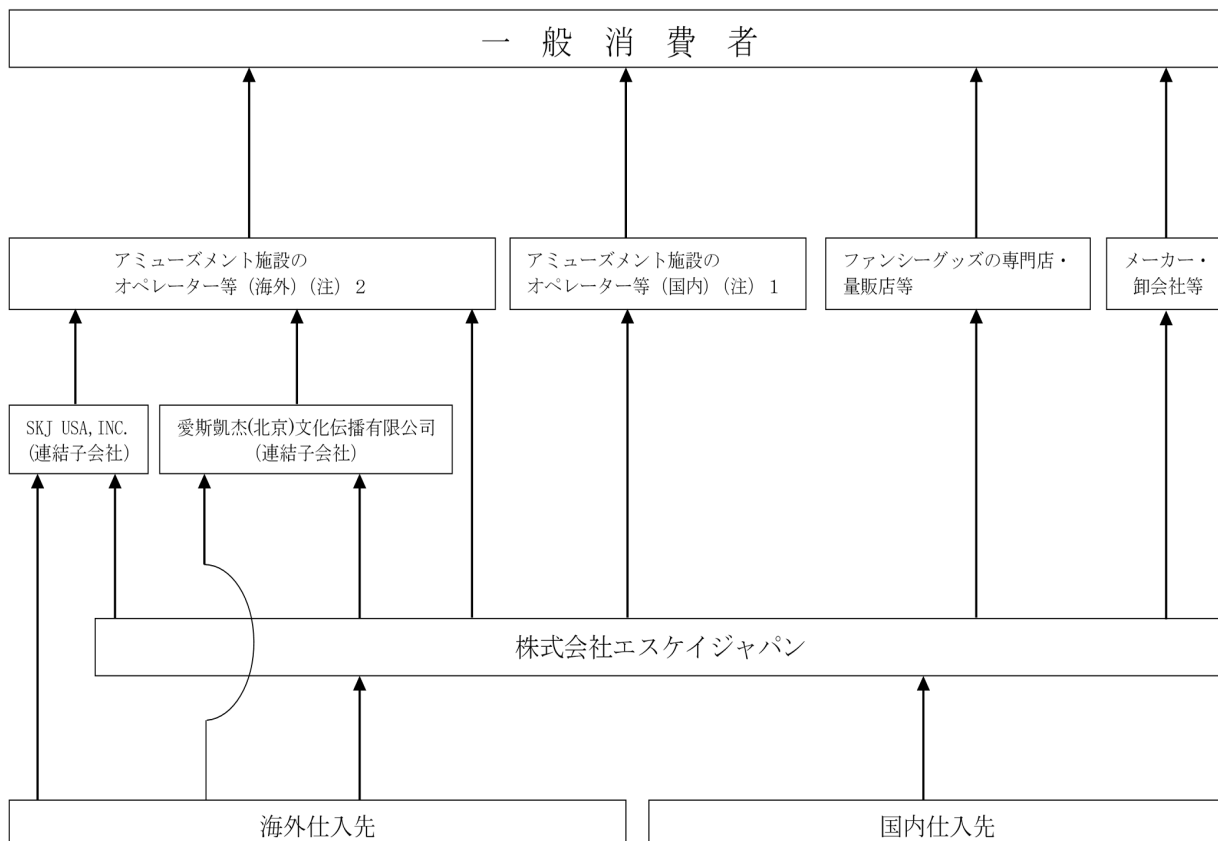 一般消費者
アミューズメント施設の
オペレーター等(海外)(注)2
アミューズメント施設の
オペレーター等(国内)(注)1
ファンシーグッズの専門店・
量販店等
メーカー・
卸会社等
SKJ USA,INC.
(連結子会社)
愛斯凱杰(北京)文化伝播有限公司
(連結子会社)
株式会社エスケイジャパン
海外仕入先
国内仕入先